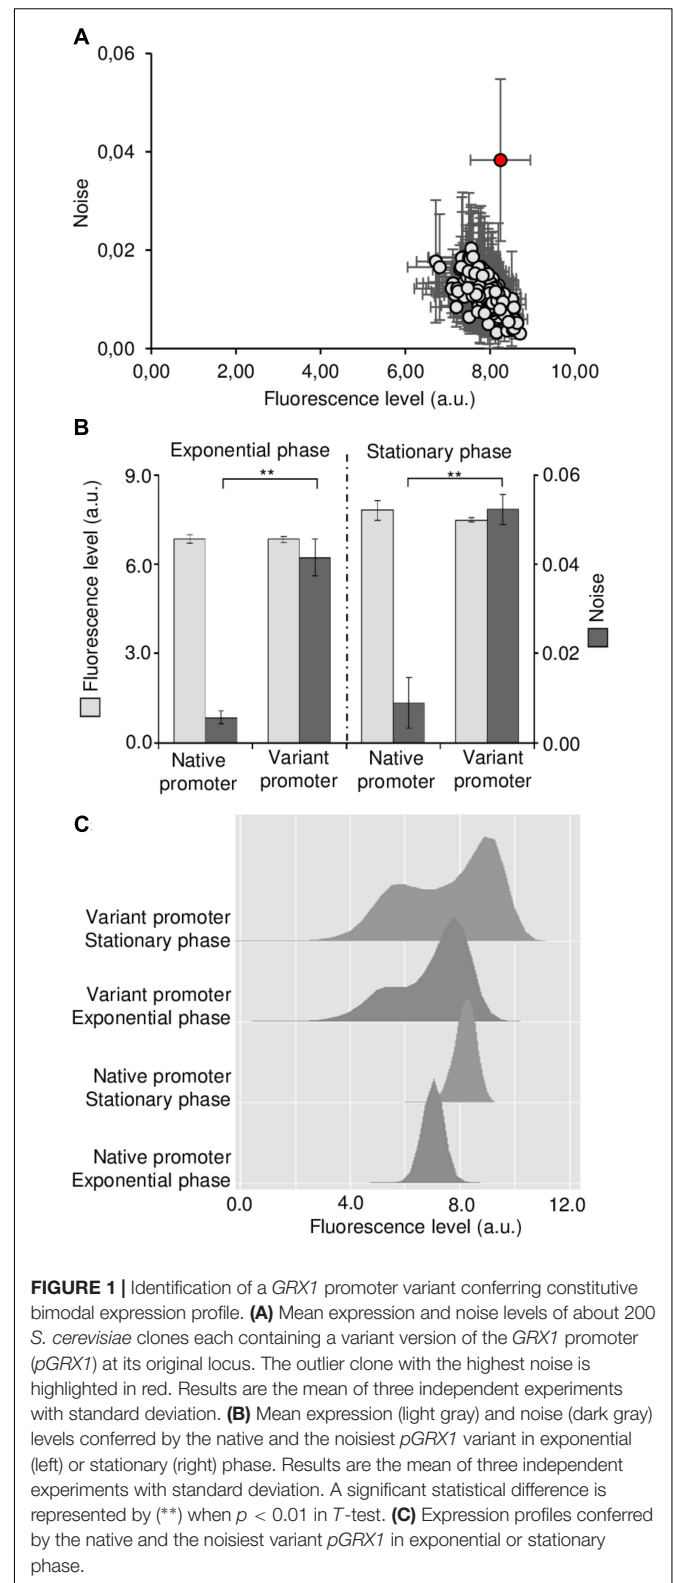 A
0,06
0,04
0,02
0,00
Noise
0,00 2,00 4,00 6,00 8,00 10,00
Fluorescence level (a.u.)
B
Exponential phase Stationary phase
9.0 ** ** 0.06
6.0 0.04
3.0 0.02
0.0 0.00
Fluorescence level (a.u.)
Noise
Native Variant Native Variant
promoter promoter promoter promoter
C
Variant promoter
Stationary phase
Variant promoter
Exponential phase
Native promoter
Stationary phase
Native promoter
Exponential phase
0.0 4.0 8.0 12.0
Fluorescence level (a.u.)
FIGURE 1 | Identification of a GRX1 promoter variant conferring constitutive
bimodal expression profile. (A) Mean expression and noise levels of about 200
S. cerevisiae clones each containing a variant version of the GRX1 promoter
(pGRX1) at its original locus. The outlier clone with the highest noise is
highlighted in red. Results are the mean of three independent experiments
with standard deviation. (B) Mean expression (light gray) and noise (dark gray)
levels conferred by the native and the noisiest pGRX1 variant in exponential
(left) or stationary (right) phase. Results are the mean of three independent
experiments with standard deviation. A significant statistical difference is
represented by (**) when p < 0.01 in T-test. (C) Expression profiles conferred
by the native and the noisiest variant pGRX1 in exponential or stationary
phase.